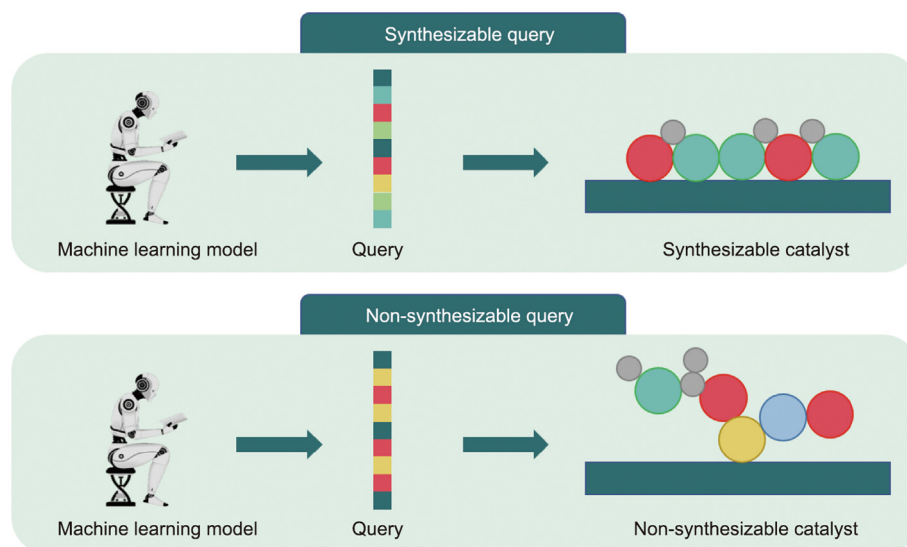 Synthesizable query
Machine learning model
Query
Synthesizable catalyst
Non-synthesizable query
Machine learning model
Query
Non-synthesizable catalyst